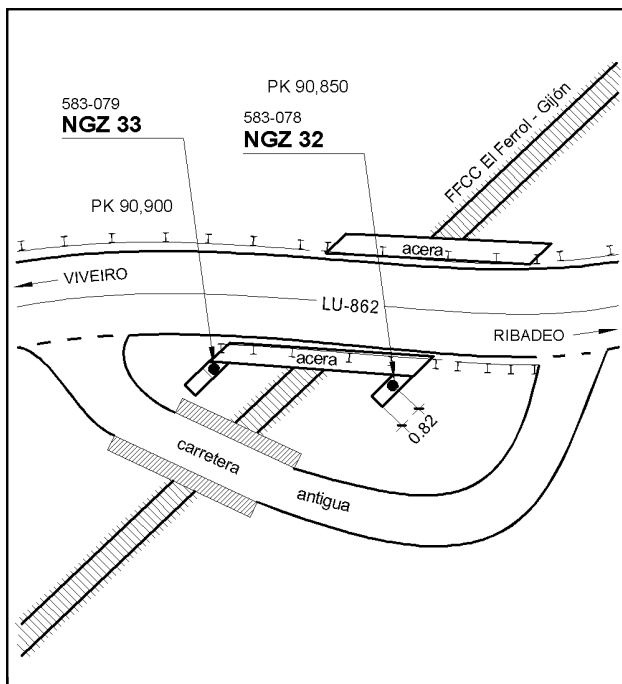 PK 90,850
583-079
NGZ 33
583-078
NGZ 32
FFCC El Ferrol - Gijón
PK 90,900
acera
VIVEIRO
LU-862
RIBADEO
acera
0.82
carretera
antigua